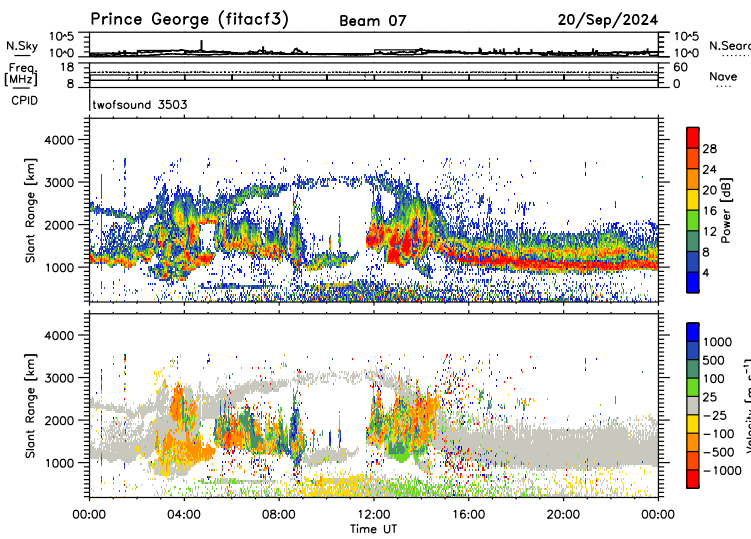 Prince George (fitacf3) Beam 07 20/Sep/2024
N.Sky 10^5 10^0 10^5 10^0 N.Searc
Freq [MHz] 18 8 60 0 Nave
CPID twofsound 3503
Slant Range [km] 4000 3000 2000 1000
28 24 20 16 12 8 4 Power [dB]
Slant Range [km] 4000 3000 2000 1000
1000 500 100 25 -25 -100 -500 -1000 Velocity [m s⁻¹]
00:00 04:00 08:00 12:00 16:00 20:00 00:00
Time UT